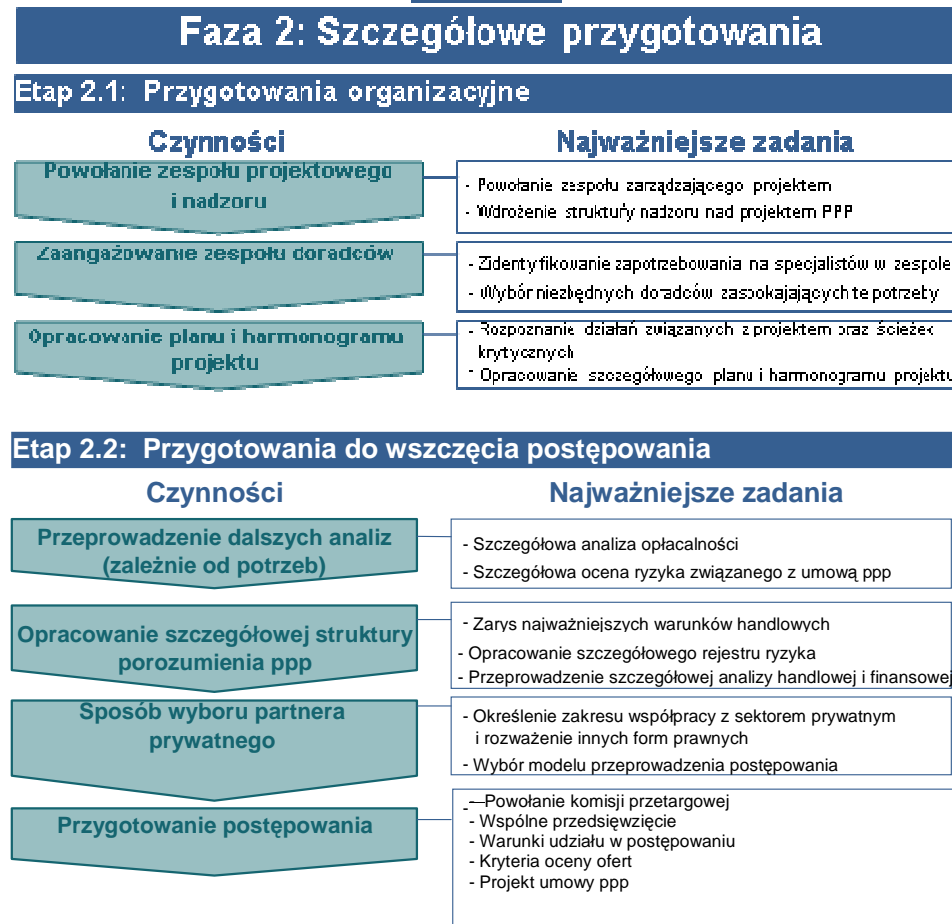 Faza 2: Szczegółowe przygotowania
Etap 2.1: Przygotowania organizacyjne
Czynności
Najważniejsze zadania
Powołanie zespołu projektowego
i nadzoru
- Powołanie zespołu zarządzającego projektem
- Wdrożenie struktury nadzoru nad projektem PPP
Zaangażowanie zespołu doradców
- Zidentyfikowanie zapotrzebowania na specjalistów w zespole
- Wybór niezbędnych doradców zaspokajających te potrzeby
Opracowanie planu i harmonogramu
projektu
- Rozpoznanie działań związanych z projektem oraz ścieżek
krytycznych
- Opracowanie szczegółowego planu i harmonogramu projektu
Etap 2.2: Przygotowania do wszczęcia postępowania
Czynności
Najważniejsze zadania
Przeprowadzenie dalszych analiz
(zależnie od potrzeb)
- Szczegółowa analiza opłacalności
- Szczegółowa ocena ryzyka związanego z umową ppp
Opracowanie szczegółowej struktury
porozumienia ppp
- Zarys najważniejszych warunków handlowych
- Opracowanie szczegółowego rejestru ryzyka
- Przeprowadzenie szczegółowej analizy handlowej i finansowej
Sposób wyboru partnera
prywatnego
- Określenie zakresu współpracy z sektorem prywatnym
i rozważenie innych form prawnych
- Wybór modelu przeprowadzenia postępowania
Przygotowanie postępowania
- Powołanie komisji przetargowej
- Wspólne przedsięwzięcie
- Warunki udziału w postępowaniu
- Kryteria oceny ofert
- Projekt umowy ppp